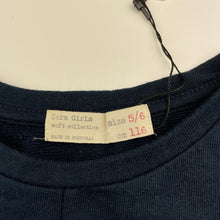 Zara Girls
soft collection
MADE IN PORTUGAL
size 5/6
cm 116